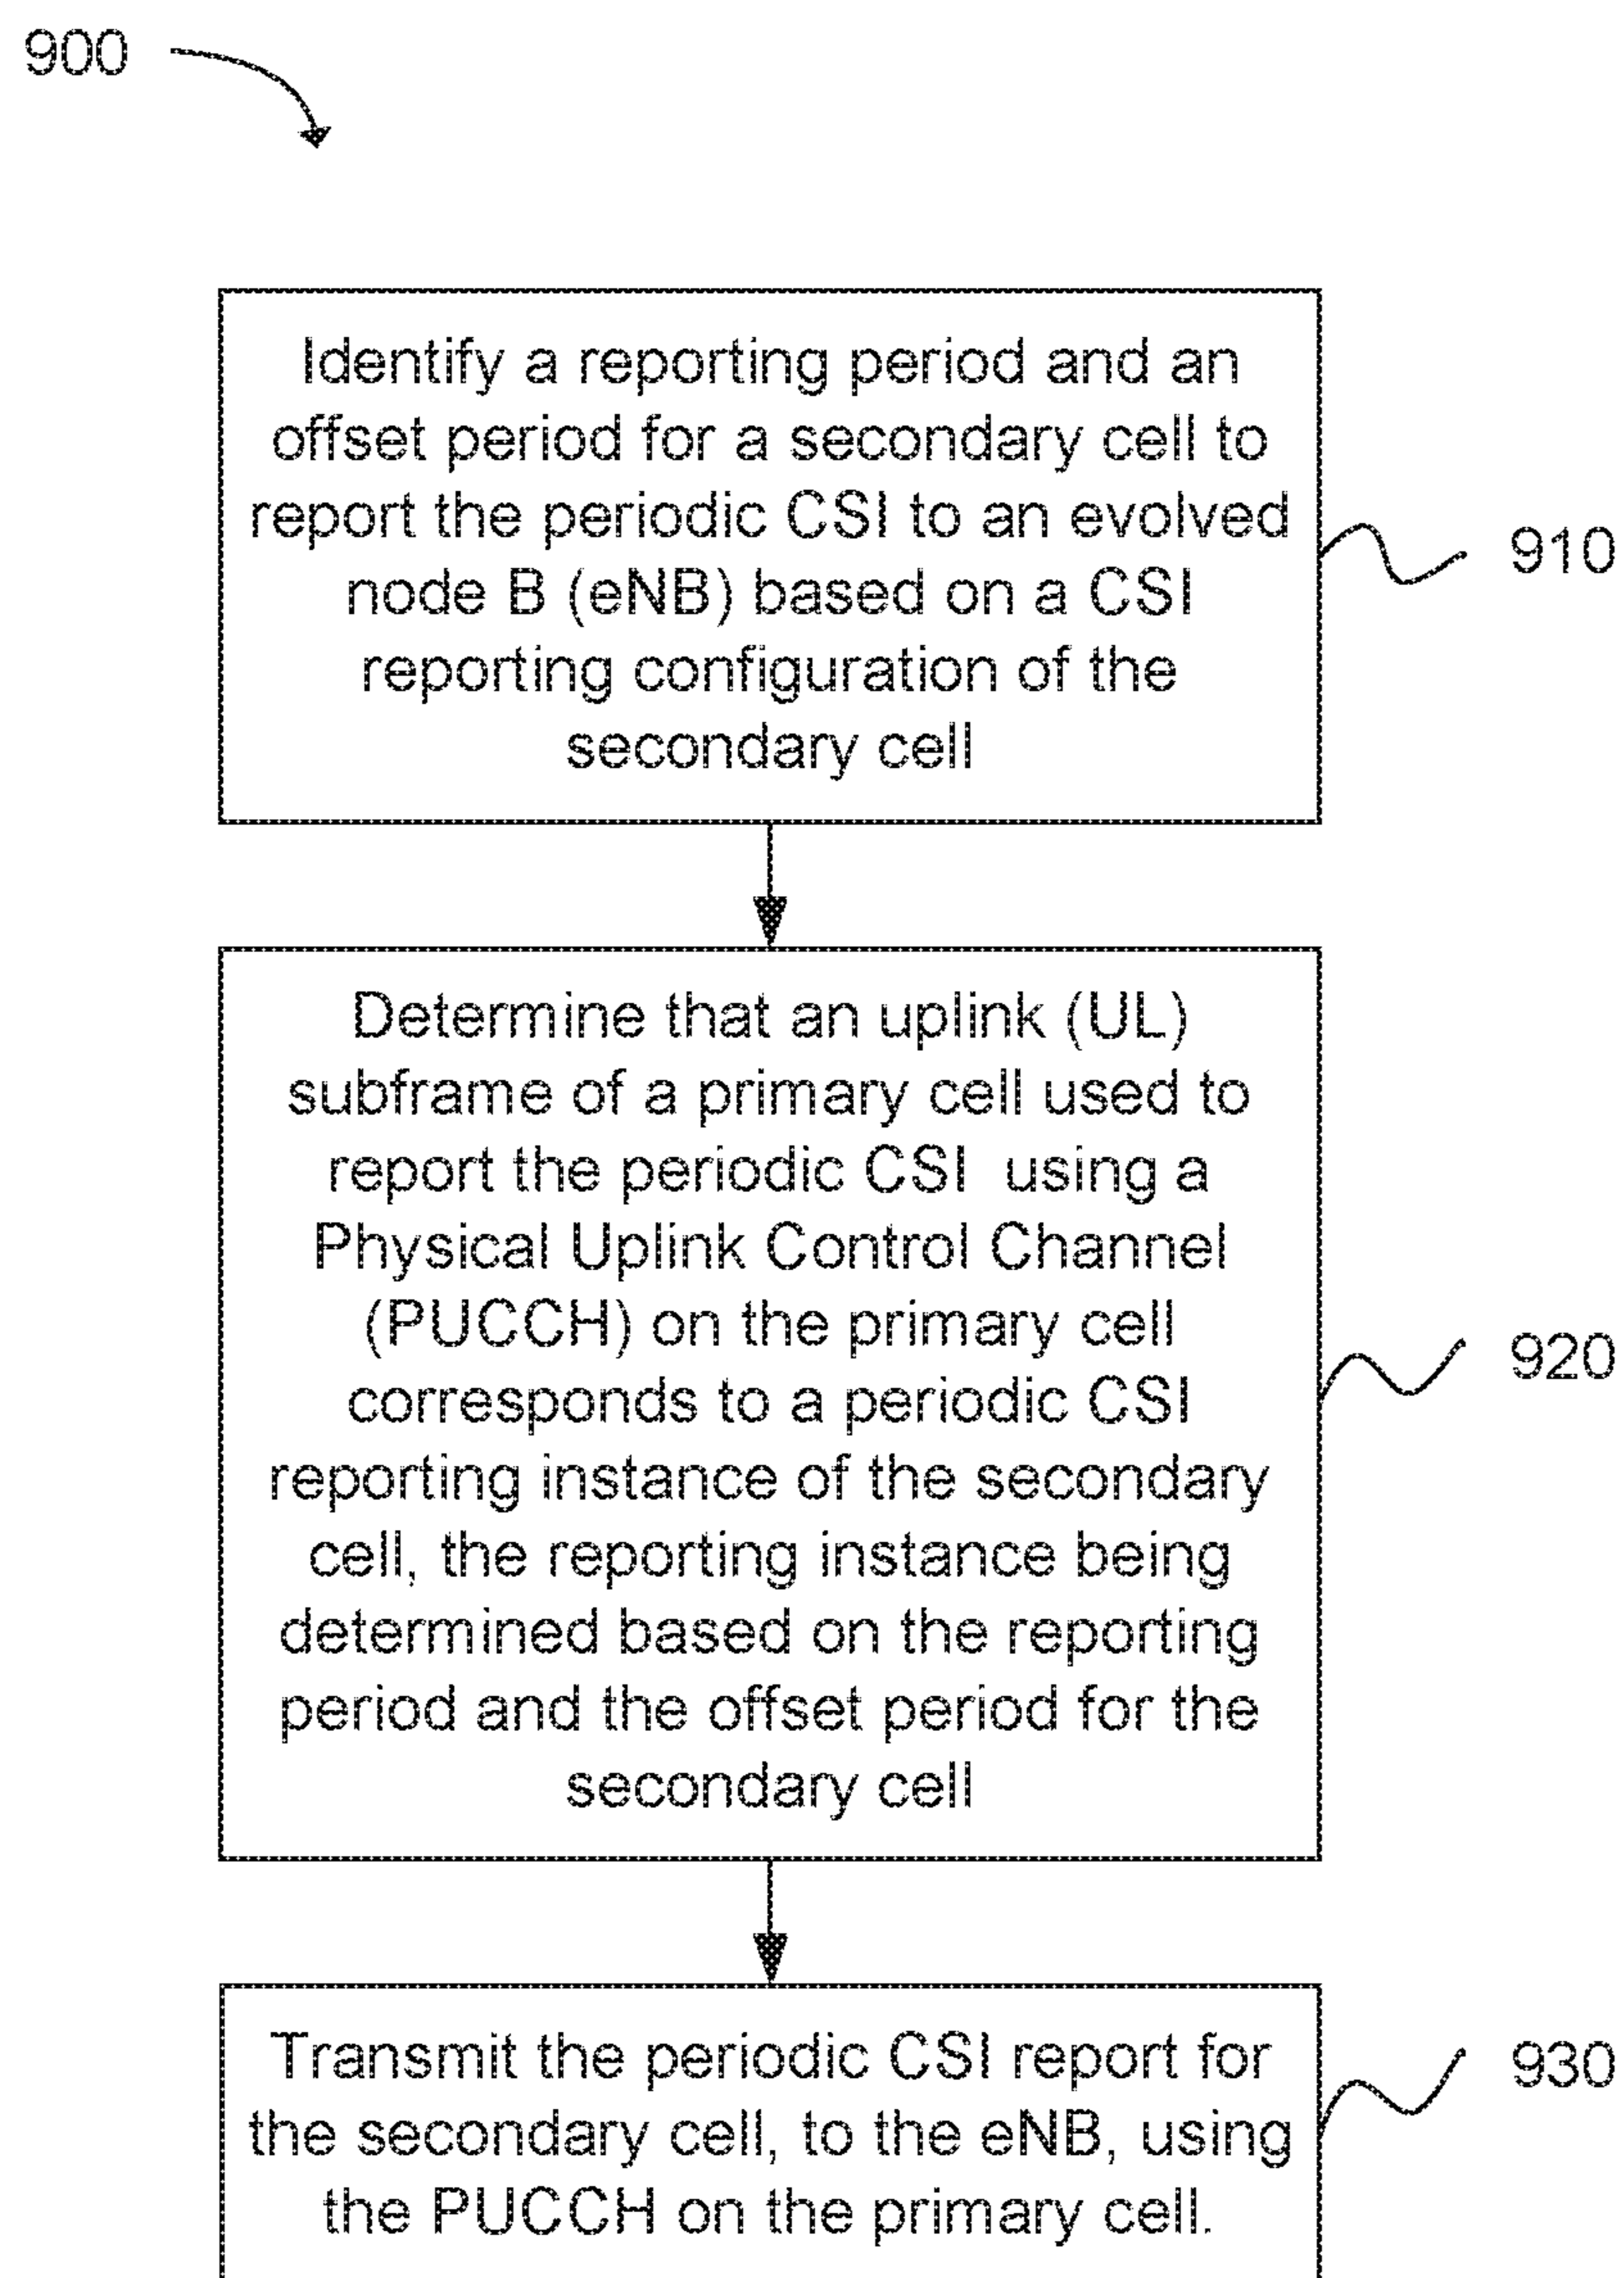 900
Identify a reporting period and an
offset period for a secondary cell to
report the periodic CSI to an evolved
node B (eNB) based on a CSI
reporting configuration of the
secondary cell
910
Determine that an uplink (UL)
subframe of a primary cell used to
report the periodic CSI using a
Physical Uplink Control Channel
(PUCCH) on the primary cell
corresponds to a periodic CSI
reporting instance of the secondary
cell, the reporting instance being
determined based on the reporting
period and the offset period for the
secondary cell
920
Transmit the periodic CSI report for
the secondary cell, to the eNB, using
the PUCCH on the primary cell.
930